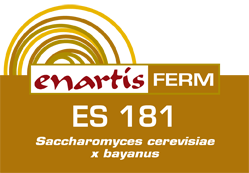 enartis FERM
ES 181
Saccharomyces cerevisiae
x bayanus